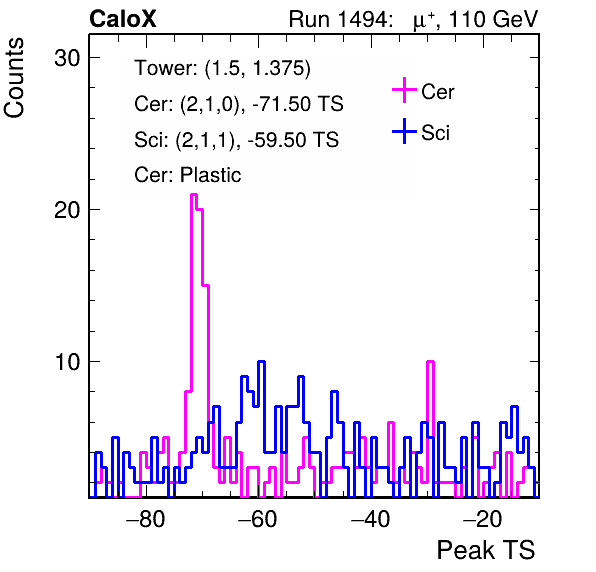 CaloX Run 1494: μ⁺, 110 GeV
Counts
30
20
10
Tower: (1.5, 1.375)
Cer: (2,1,0), -71.50 TS
Sci: (2,1,1), -59.50 TS
Cer: Plastic
Cer
Sci
−80 −60 −40 −20
Peak TS